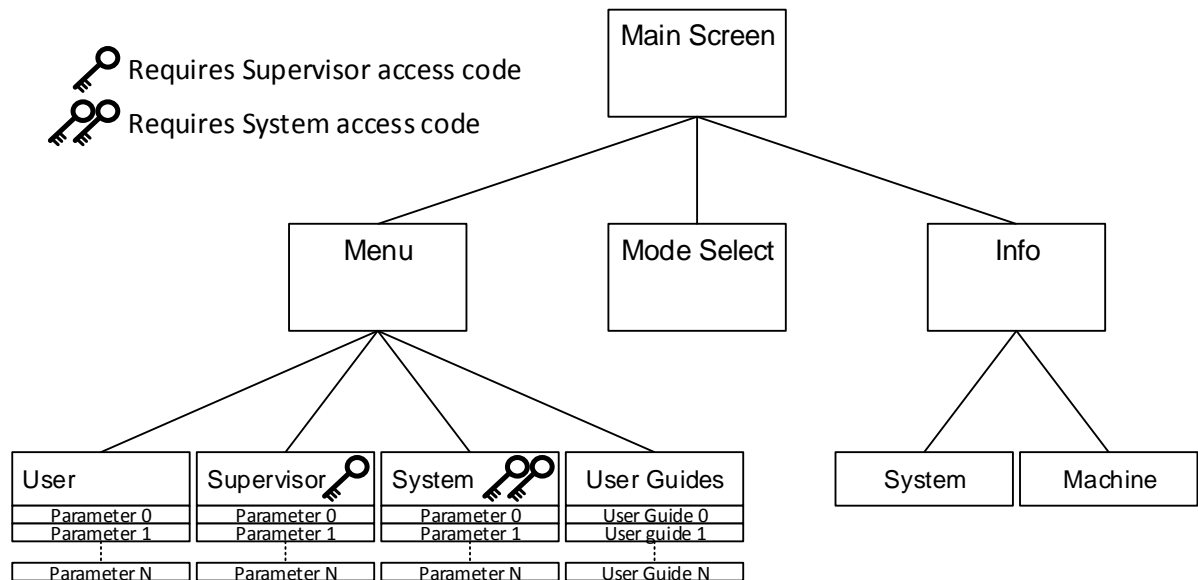 Main Screen
Requires Supervisor access code
Requires System access code
Menu
Mode Select
Info
User
Supervisor
System
User Guides
System
Machine
Parameter 0
Parameter 0
Parameter 0
User Guide 0
Parameter 1
Parameter 1
Parameter 1
User guide 1
Parameter N
Parameter N
Parameter N
User Guide N